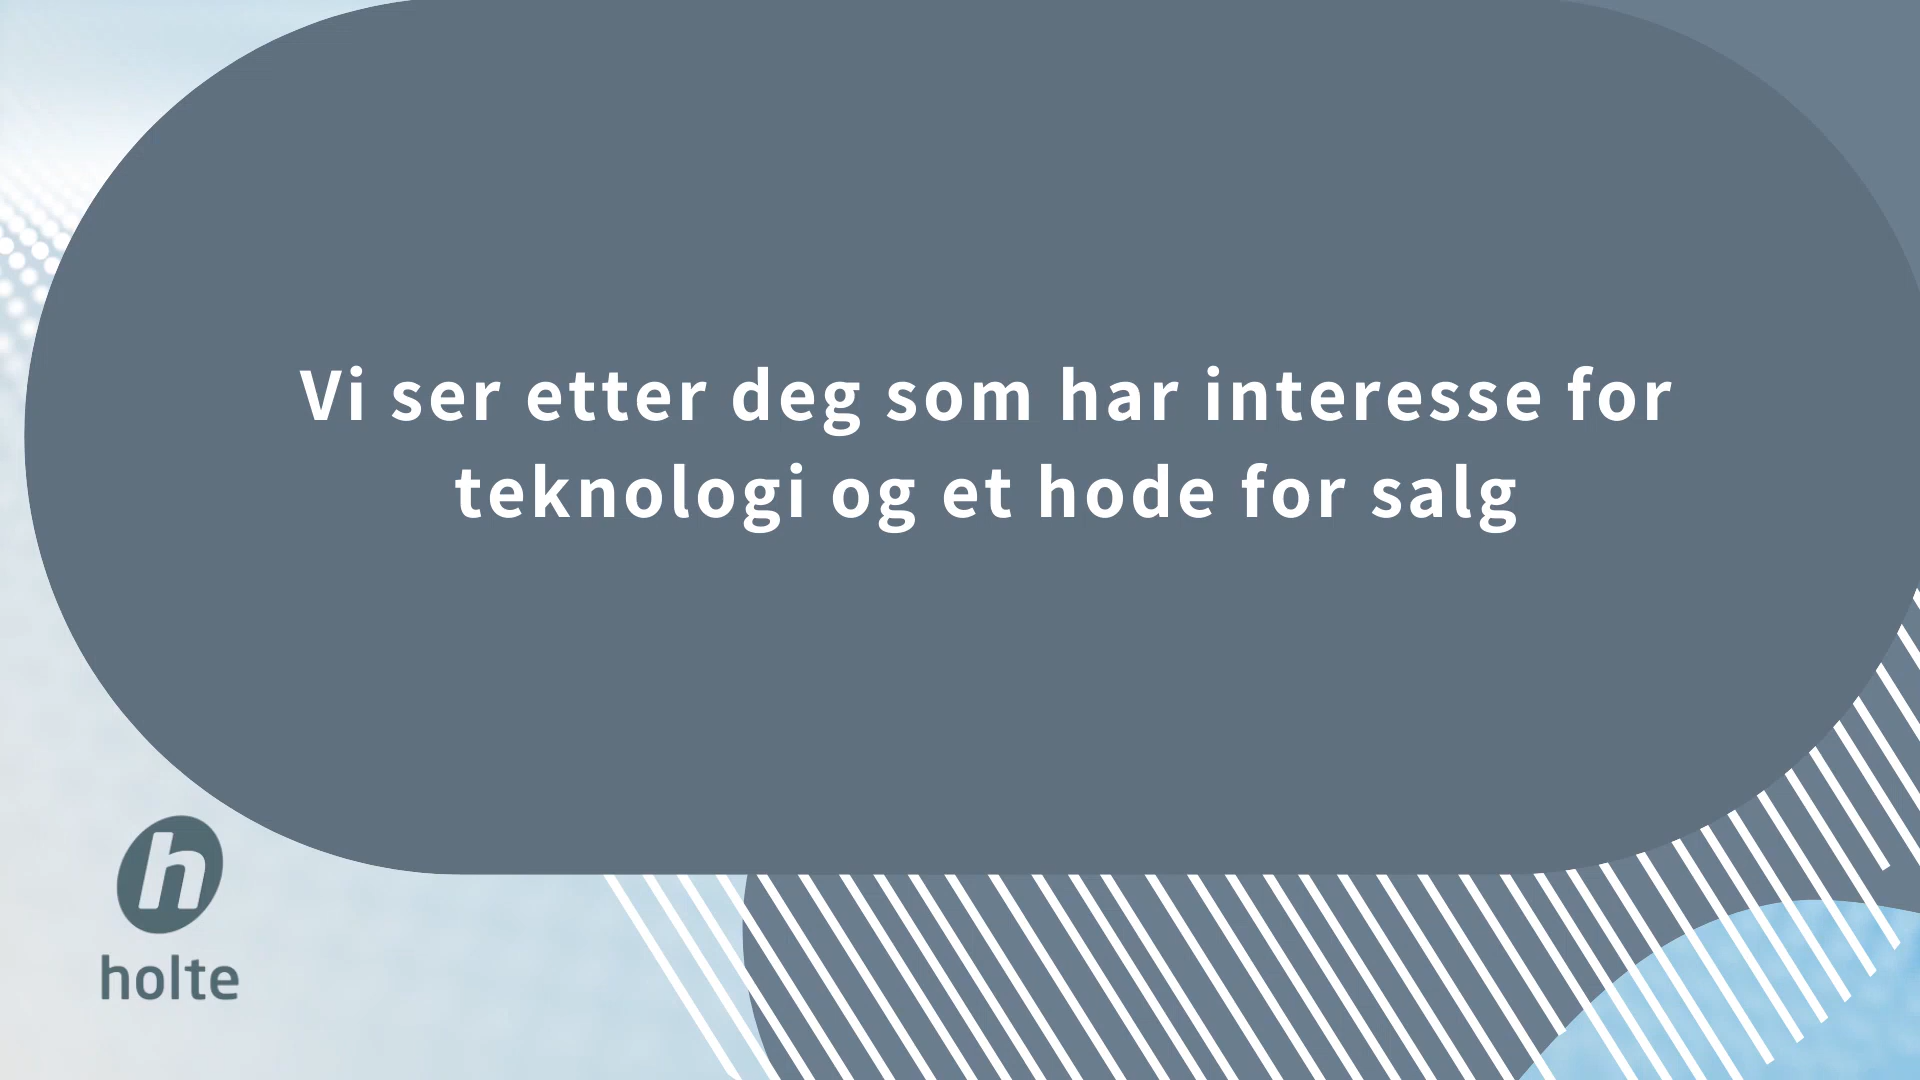 Vi ser etter deg som har interesse for
teknologi og et hode for salg
h
holte